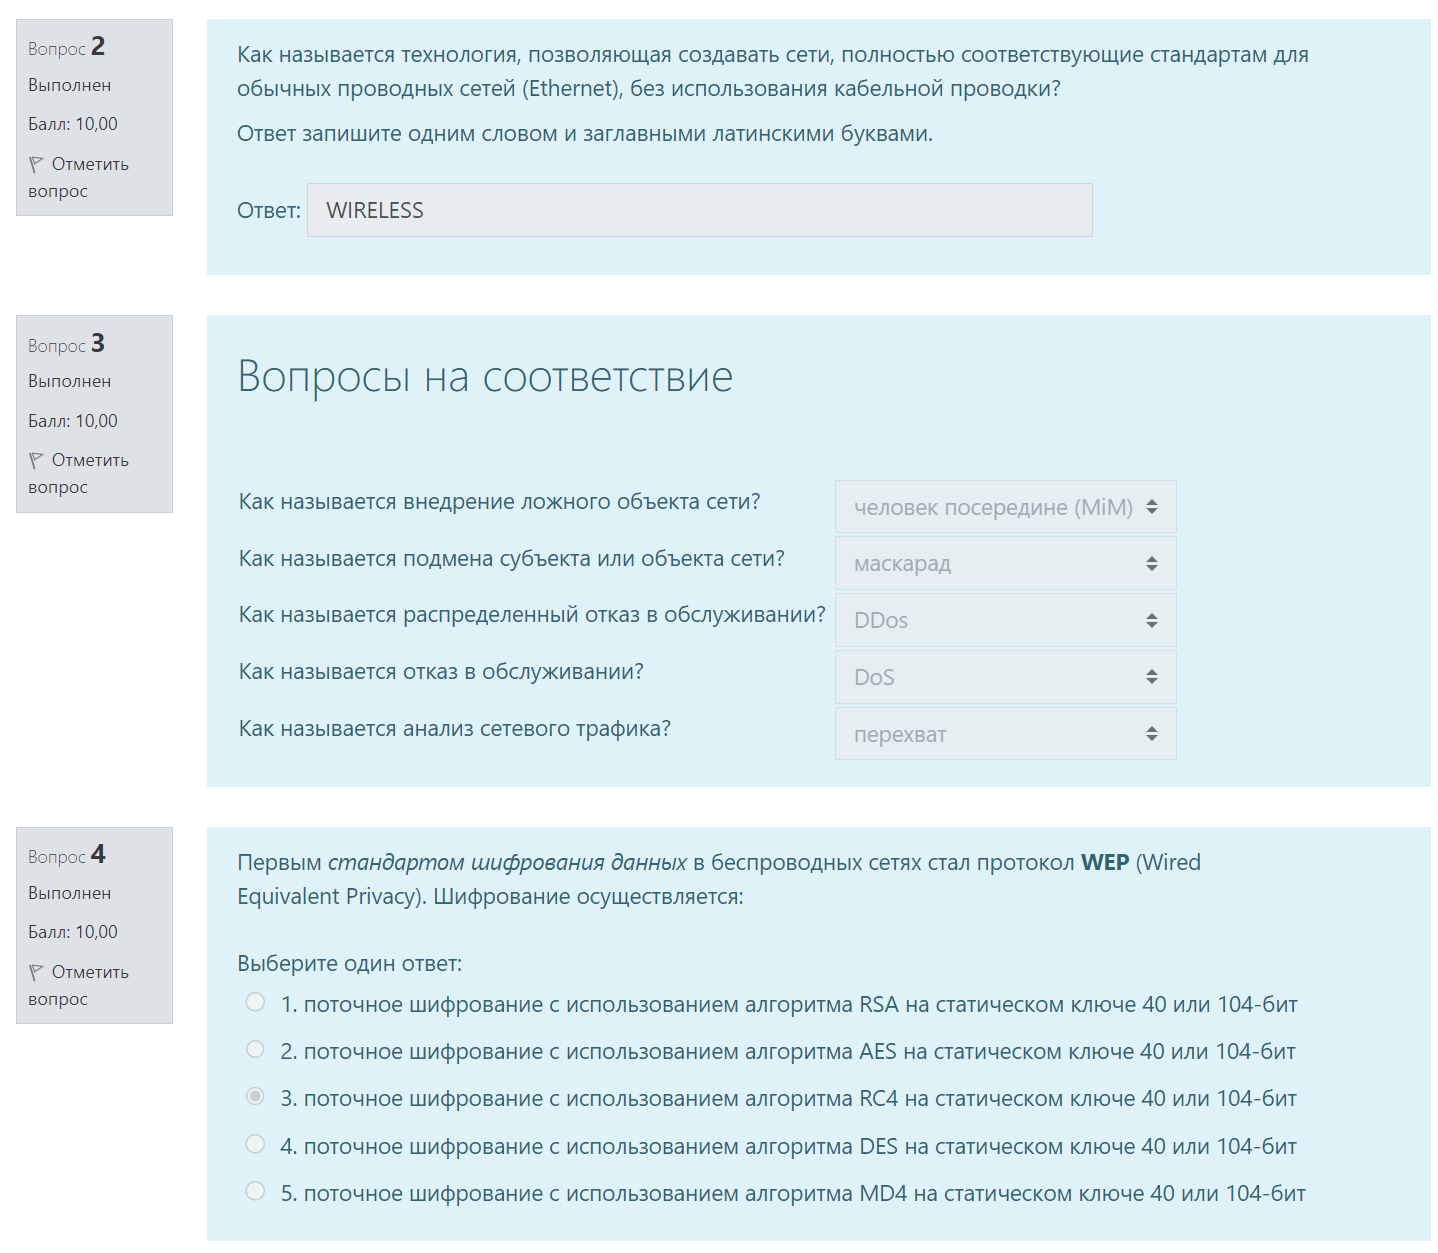 Вопрос 2
Выполнен
Балл: 10,00
Отметить
вопрос
Как называется технология, позволяющая создавать сети, полностью соответствующие стандартам для
обычных проводных сетей (Ethernet), без использования кабельной проводки?
Ответ запишите одним словом и заглавными латинскими буквами.
Ответ: WIRELESS
Вопрос 3
Выполнен
Балл: 10,00
Отметить
вопрос
Вопросы на соответствие
Как называется внедрение ложного объекта сети? человек посередине (MiM)
Как называется подмена субъекта или объекта сети? маскарад
Как называется распределенный отказ в обслуживании? DDos
Как называется отказ в обслуживании? DoS
Как называется анализ сетевого трафика? перехват
Вопрос 4
Выполнен
Балл: 10,00
Отметить
вопрос
Первым стандартом шифрования данных в беспроводных сетях стал протокол WEP (Wired
Equivalent Privacy). Шифрование осуществляется:
Выберите один ответ:
1. поточное шифрование с использованием алгоритма RSA на статическом ключе 40 или 104-бит
2. поточное шифрование с использованием алгоритма AES на статическом ключе 40 или 104-бит
3. поточное шифрование с использованием алгоритма RC4 на статическом ключе 40 или 104-бит
4. поточное шифрование с использованием алгоритма DES на статическом ключе 40 или 104-бит
5. поточное шифрование с использованием алгоритма MD4 на статическом ключе 40 или 104-бит